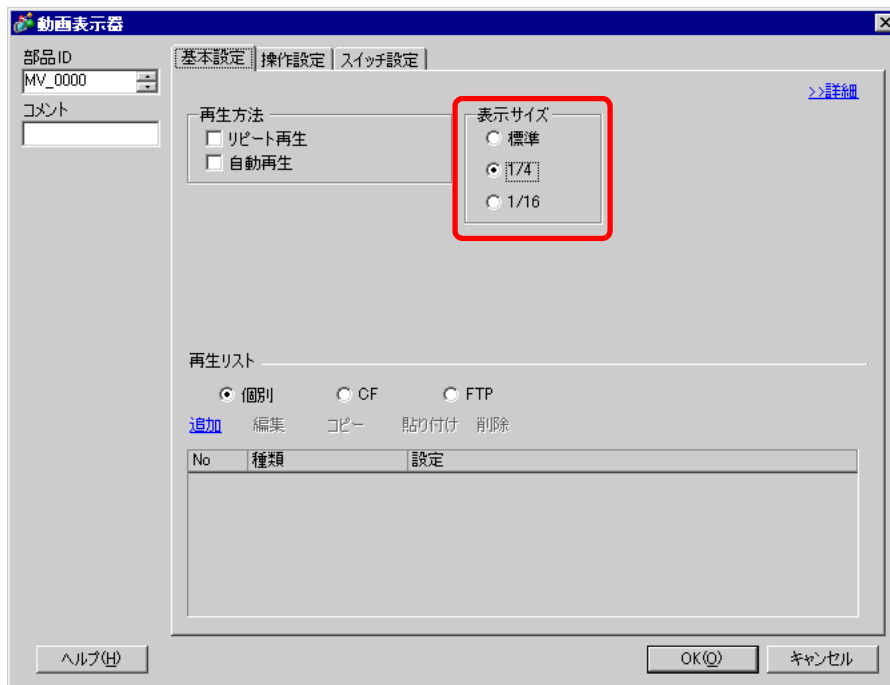 動画表示器
部品ID
MV_0000
コメント
基本設定 操作設定 スイッチ設定
>>詳細
再生方法
リピート再生
自動再生
表示サイズ
標準
1/4
1/16
再生リスト
個別 CF FTP
追加 編集 コピー 貼り付け 削除
No 種類 設定
ヘルプ(H) OK(O) キャンセル